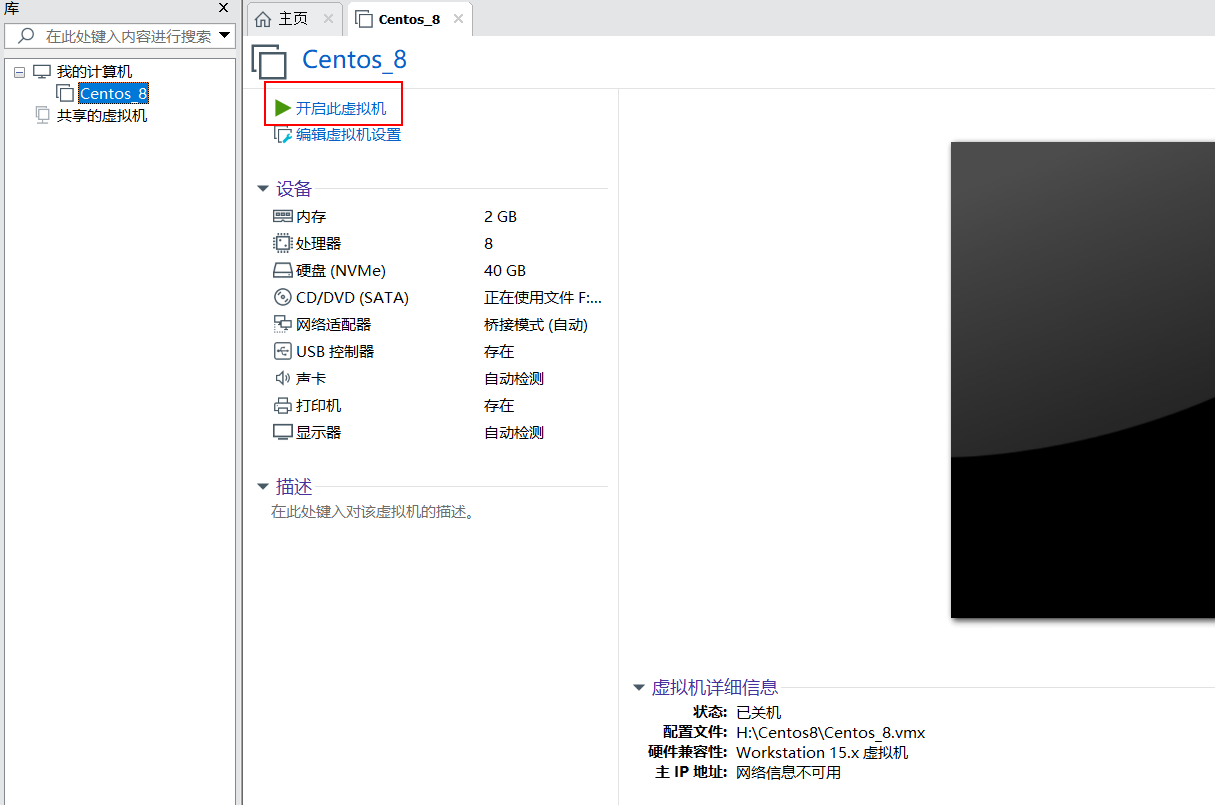 库
在此处键入内容进行搜索
我的计算机
Centos_8
共享的虚拟机
主页
Centos_8
Centos_8
开启此虚拟机
编辑虚拟机设置
设备
内存 2 GB
处理器 8
硬盘 (NVMe) 40 GB
CD/DVD (SATA) 正在使用文件 F:...
网络适配器 桥接模式 (自动)
USB 控制器 存在
声卡 自动检测
打印机 存在
显示器 自动检测
描述
在此处键入对该虚拟机的描述。
虚拟机详细信息
状态: 已关机
配置文件: H:\Centos8\Centos_8.vmx
硬件兼容性: Workstation 15.x 虚拟机
主 IP 地址: 网络信息不可用